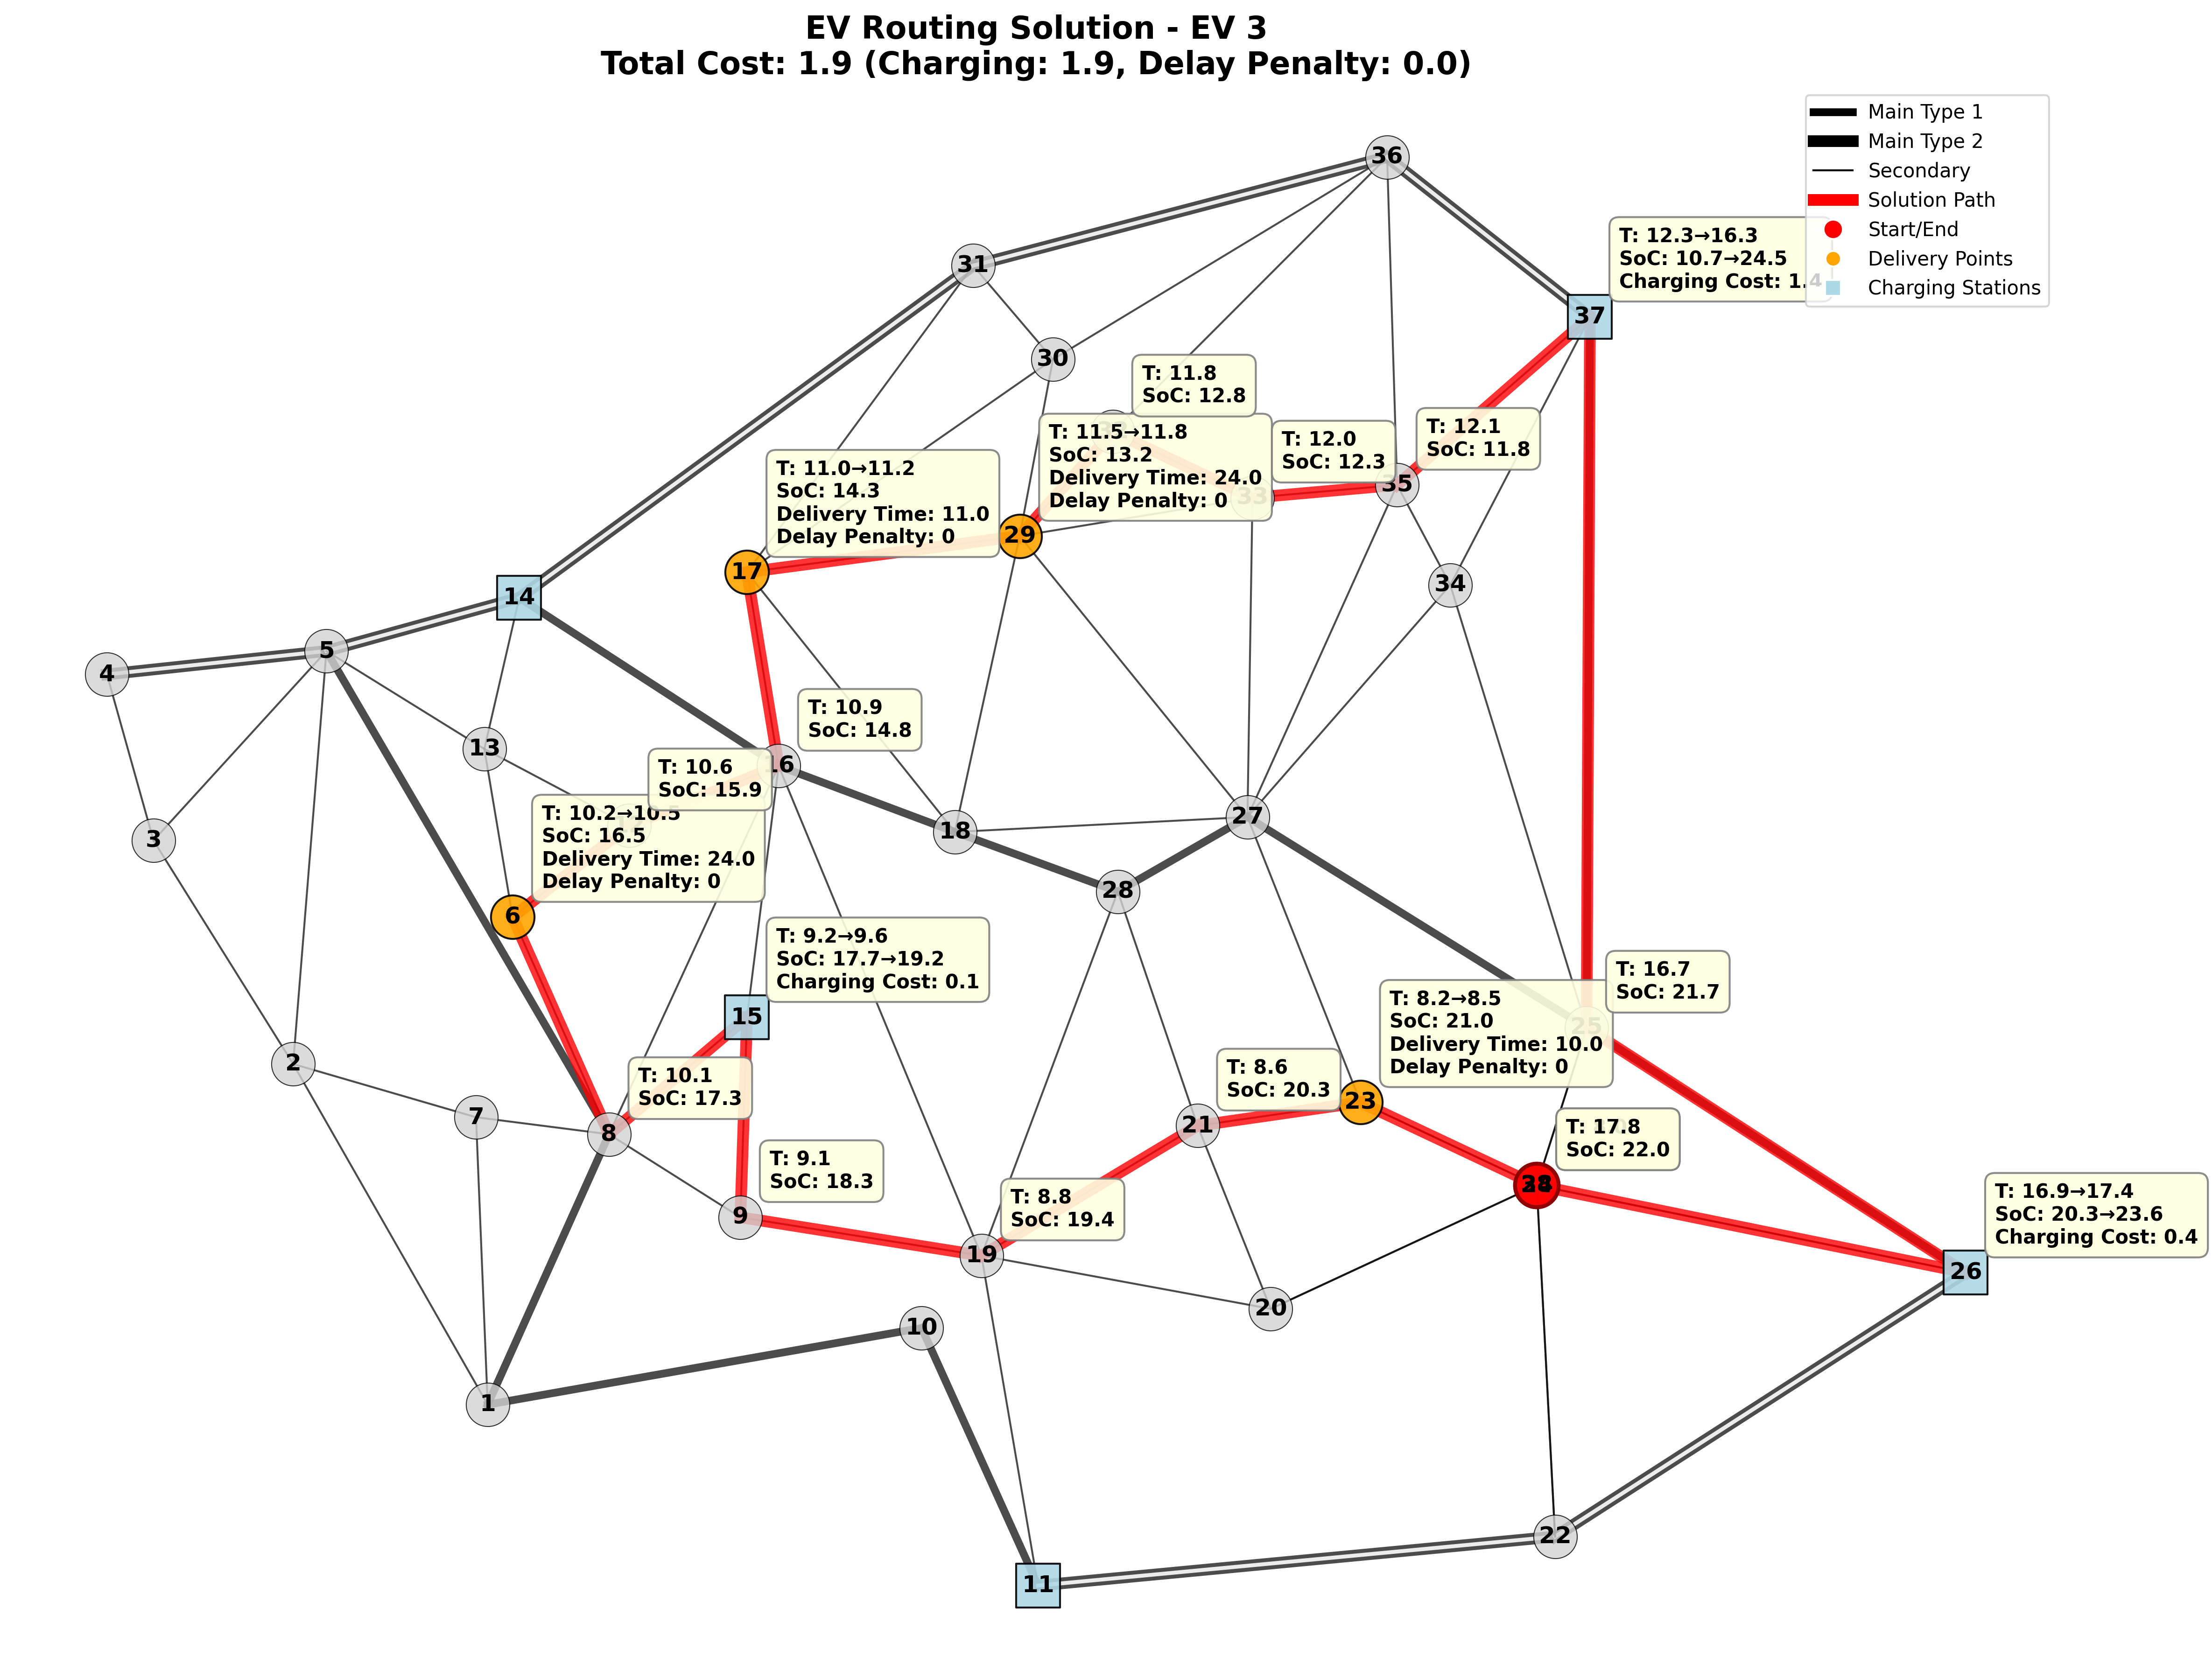 EV Routing Solution - EV 3
Total Cost: 1.9 (Charging: 1.9, Delay Penalty: 0.0)
Main Type 1
Main Type 2
Secondary
Solution Path
Start/End
Delivery Points
Charging Stations
36
T: 12.3→16.3
SoC: 10.7→24.5
Charging Cost: 1.4
31
37
30
T: 11.8
SoC: 12.8
T: 11.5→11.8
SoC: 13.2
Delivery Time: 24.0
Delay Penalty: 0
T: 12.0
SoC: 12.3
T: 12.1
SoC: 11.8
T: 11.0→11.2
SoC: 14.3
Delivery Time: 11.0
Delay Penalty: 0
33
35
29
17
34
14
5
4
T: 10.9
SoC: 14.8
13
16
T: 10.6
SoC: 15.9
T: 10.2→10.5
SoC: 16.5
Delivery Time: 24.0
Delay Penalty: 0
3
18
27
28
6
T: 9.2→9.6
SoC: 17.7→19.2
Charging Cost: 0.1
T: 16.7
SoC: 21.7
T: 8.2→8.5
SoC: 21.0
Delivery Time: 10.0
Delay Penalty: 0
25
15
2
T: 10.1
SoC: 17.3
T: 8.6
SoC: 20.3
23
7
8
21
T: 17.8
SoC: 22.0
T: 9.1
SoC: 18.3
T: 8.8
SoC: 19.4
T: 16.9→17.4
SoC: 20.3→23.6
Charging Cost: 0.4
9
19
26
20
10
1
22
11